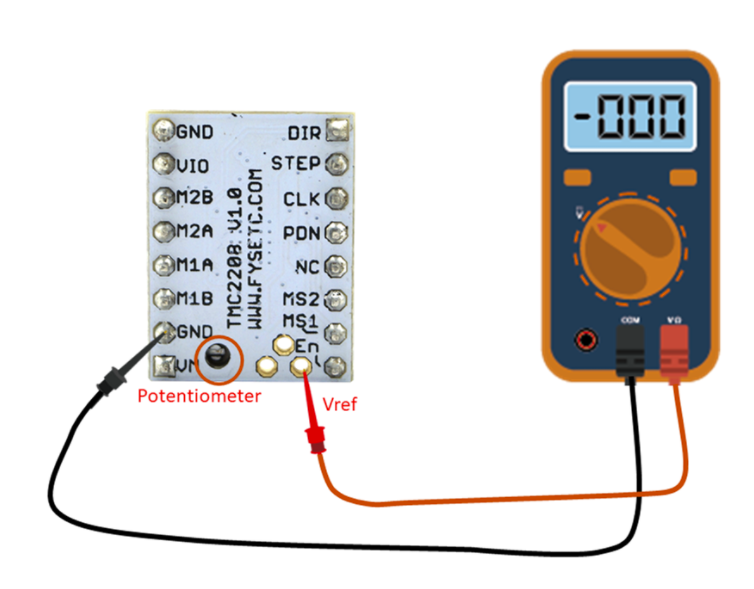 -000
GND
DIR
VIO
STEP
M2B
CLK
M2A
PDN
M1A
NC
M1B
MS2
GND
MS1
En
TMC2208 V1.0
WWW.FYSETC.COM
Potentiometer
Vref
COM
VΩ